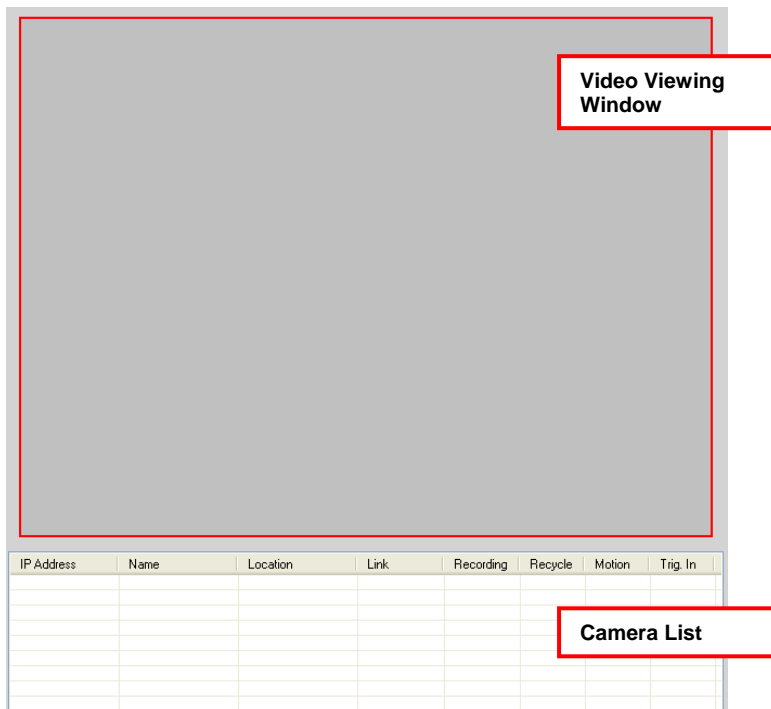 Video Viewing
Window
IP Address Name Location Link Recording Recycle Motion Trig. In
Camera List